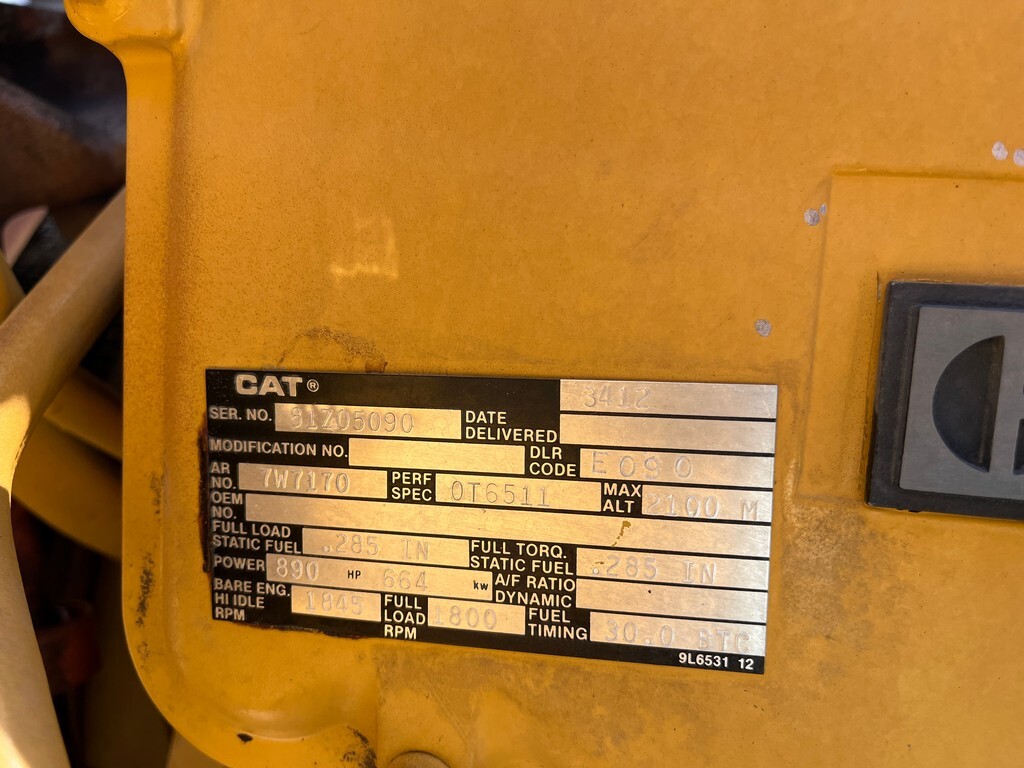 CAT® 3412
SER. NO. 81Z05090 DATE DELIVERED
MODIFICATION NO. DLR CODE E090
AR NO. 7W7170 PERF SPEC 0T6511 MAX ALT 2100 M
OEM NO.
FULL LOAD STATIC FUEL .285 IN FULL TORQ. STATIC FUEL .285 IN
POWER 890 HP 664 kw A/F RATIO DYNAMIC
BARE ENG. HI IDLE RPM 1845 FULL LOAD RPM 1800 FUEL TIMING 30.0 BTC
9L6531 12